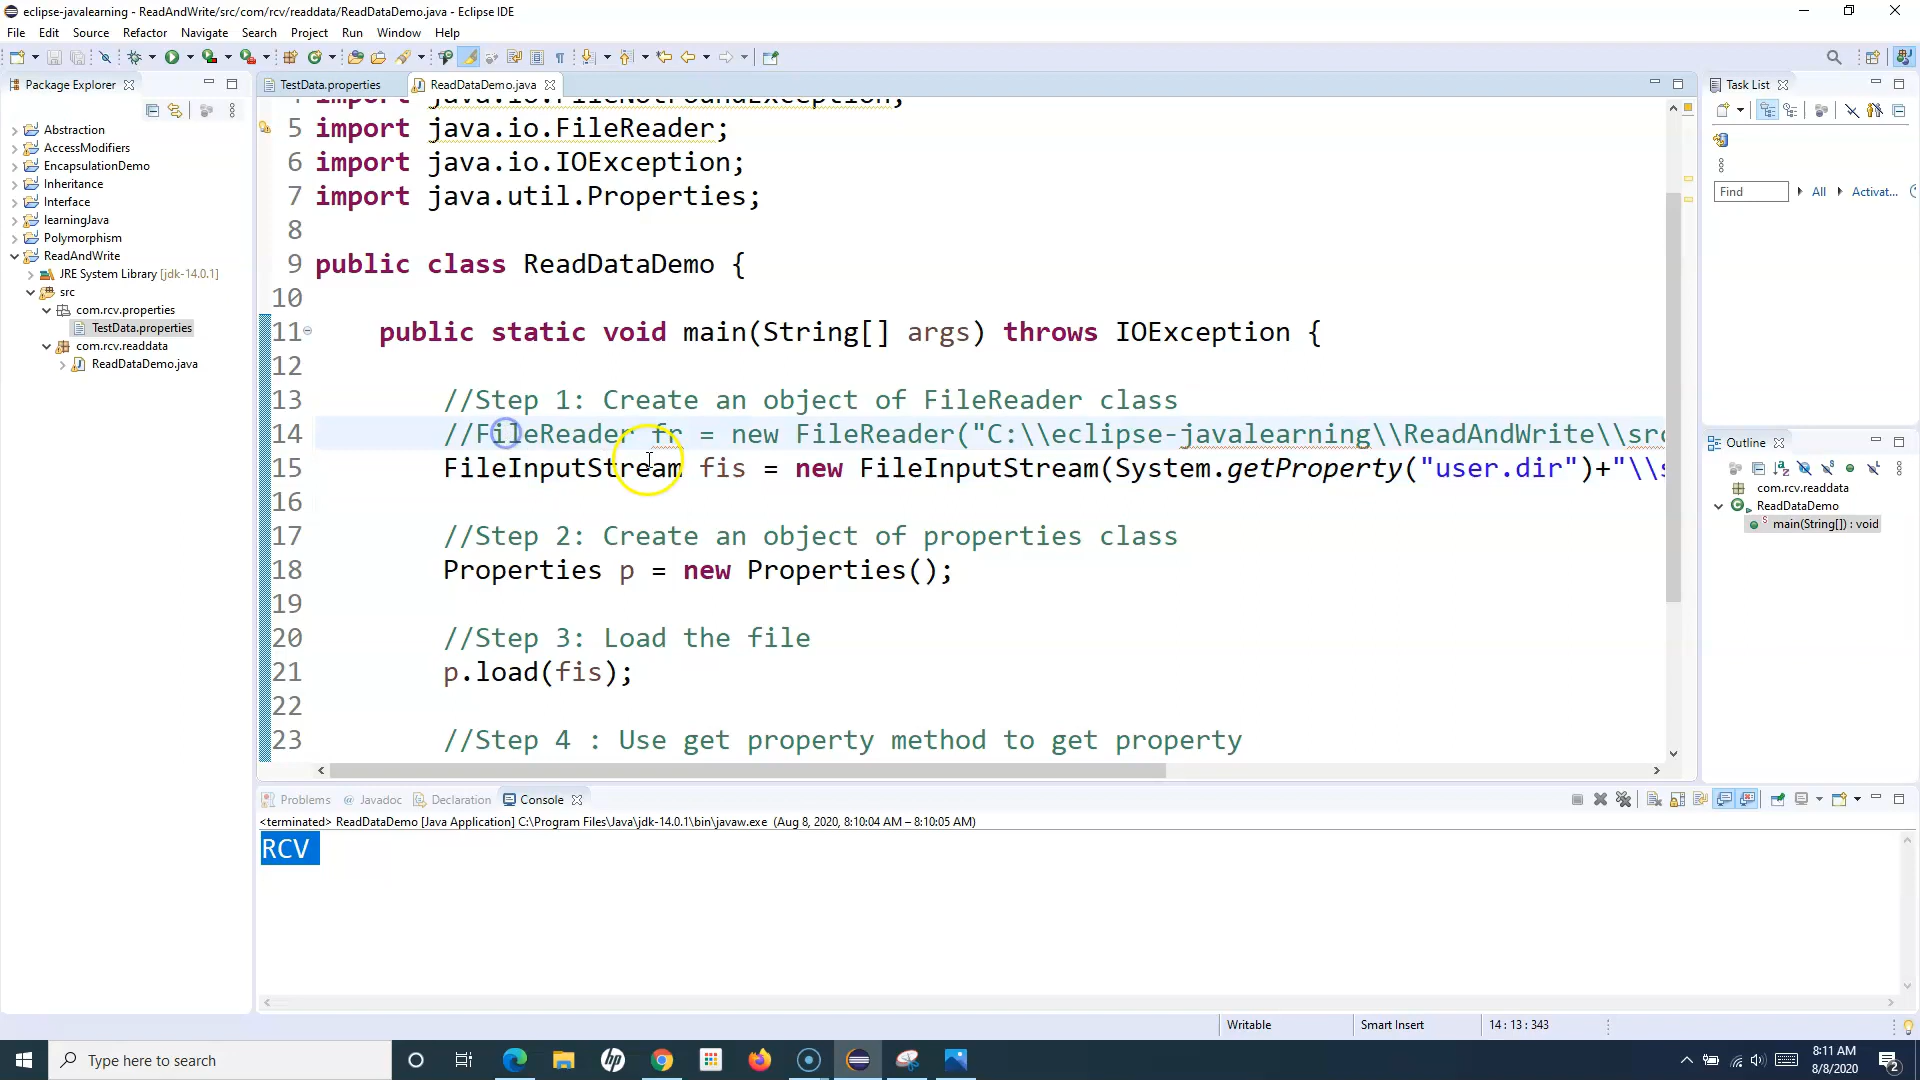 eclipse-javalearning - ReadAndWrite/src/com/rcv/readdata/ReadDataDemo.java - Eclipse IDE
File Edit Source Refactor Navigate Search Project Run Window Help
Package Explorer
Abstraction
AccessModifiers
EncapsulationDemo
Inheritance
Interface
learningJava
Polymorphism
ReadAndWrite
JRE System Library [jdk-14.0.1]
src
com.rcv.properties
TestData.properties
com.rcv.readdata
ReadDataDemo.java
TestData.properties ReadDataDemo.java
4 import java.io.FileNotFoundException;
5 import java.io.FileReader;
6 import java.io.IOException;
7 import java.util.Properties;
8
9 public class ReadDataDemo {
10
11 public static void main(String[] args) throws IOException {
12
13 //Step 1: Create an object of FileReader class
14 //FileReader fr = new FileReader("C:\\eclipse-javalearning\\ReadAndWrite\\src
15 FileInputStream fis = new FileInputStream(System.getProperty("user.dir")+"\\s
16
17 //Step 2: Create an object of properties class
18 Properties p = new Properties();
19
20 //Step 3: Load the file
21 p.load(fis);
22
23 //Step 4 : Use get property method to get property
Problems Javadoc Declaration Console
<terminated> ReadDataDemo [Java Application] C:\Program Files\Java\jdk-14.0.1\bin\javaw.exe (Aug 8, 2020, 8:10:04 AM – 8:10:05 AM)
RCV
Task List
Find All Activat...
Outline
com.rcv.readdata
ReadDataDemo
main(String[]) : void
Writable Smart Insert 14 : 13 : 343
Type here to search
8:11 AM
8/8/2020
2